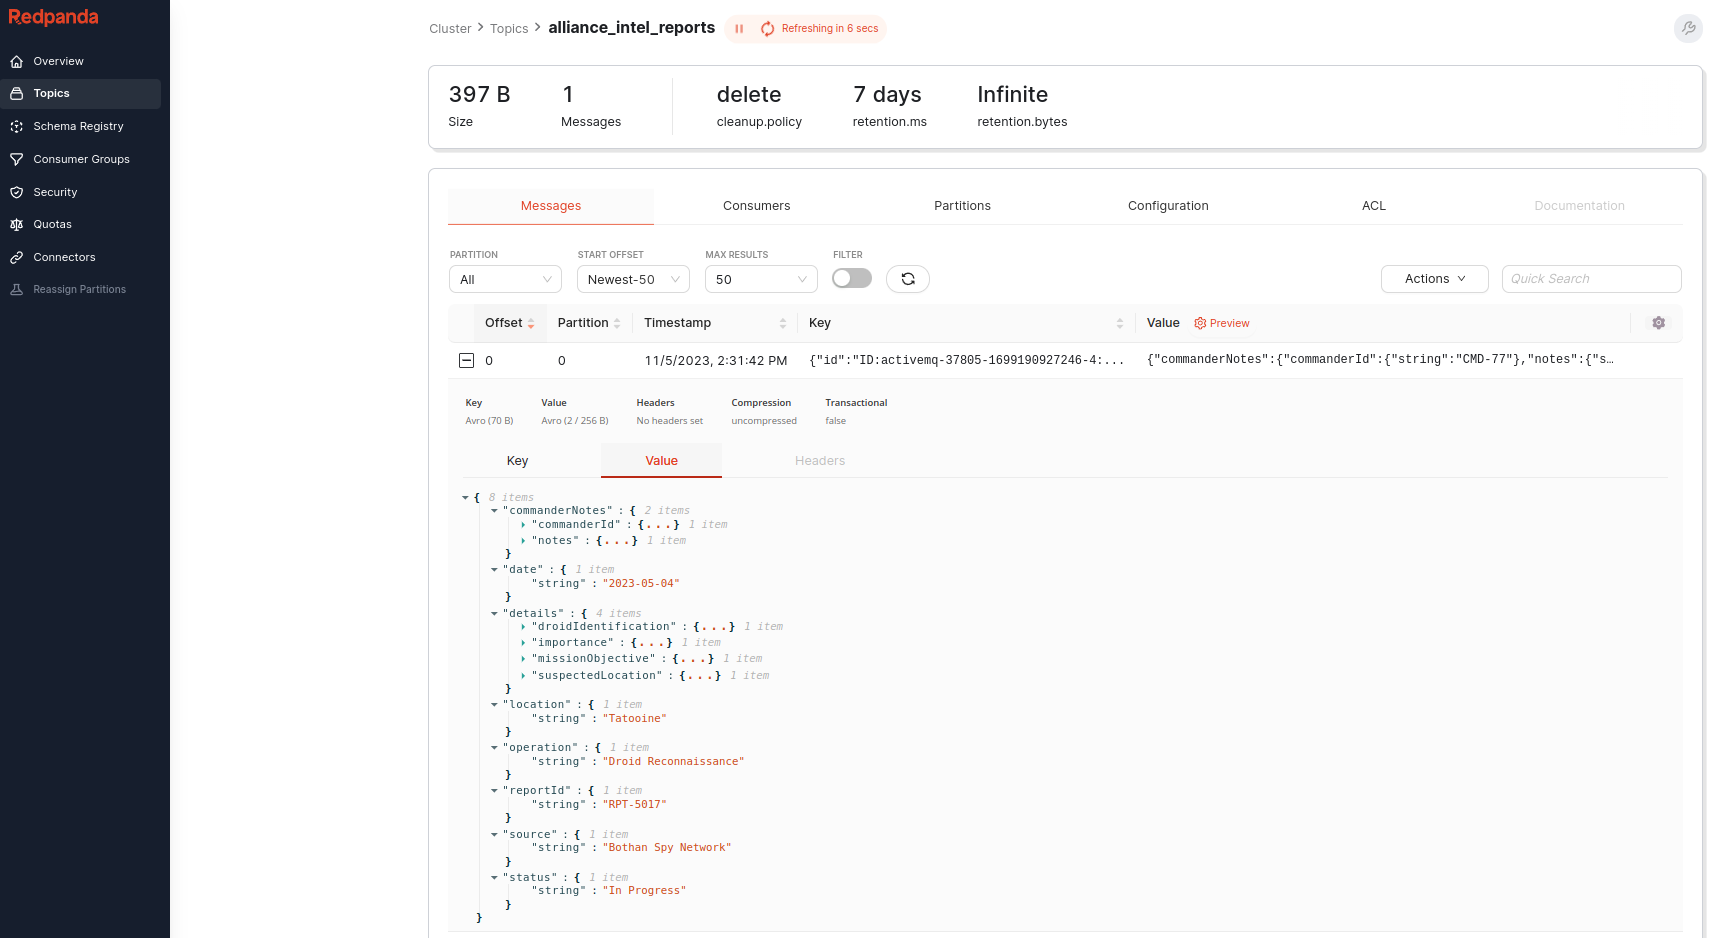 Redpanda
Overview
Topics
Schema Registry
Consumer Groups
Security
Quotas
Connectors
Reassign Partitions
Cluster > Topics > alliance_intel_reports Refreshing in 6 secs
397 B 1 delete 7 days Infinite
Size Messages cleanup.policy retention.ms retention.bytes
Messages Consumers Partitions Configuration ACL Documentation
PARTITION START OFFSET MAX RESULTS FILTER
All Newest-50 50 Actions Quick Search
Offset Partition Timestamp Key Value Preview
0 0 11/5/2023, 2:31:42 PM {"id":"ID:activemq-37805-1699190927246-4:... {"commanderNotes":{"commanderId":{"string":"CMD-77"},"notes":{"s…
Key Value Headers Compression Transactional
Avro (70 B) Avro (2 / 256 B) No headers set uncompressed false
Key Value Headers
{ 8 items
"commanderNotes" : { 2 items
"commanderId" : {...} 1 item
"notes" : {...} 1 item
}
"date" : { 1 item
"string" : "2023-05-04"
}
"details" : { 4 items
"droidIdentification" : {...} 1 item
"importance" : {...} 1 item
"missionObjective" : {...} 1 item
"suspectedLocation" : {...} 1 item
}
"location" : { 1 item
"string" : "Tatooine"
}
"operation" : { 1 item
"string" : "Droid Reconnaissance"
}
"reportId" : { 1 item
"string" : "RPT-5017"
}
"source" : { 1 item
"string" : "Bothan Spy Network"
}
"status" : { 1 item
"string" : "In Progress"
}
}